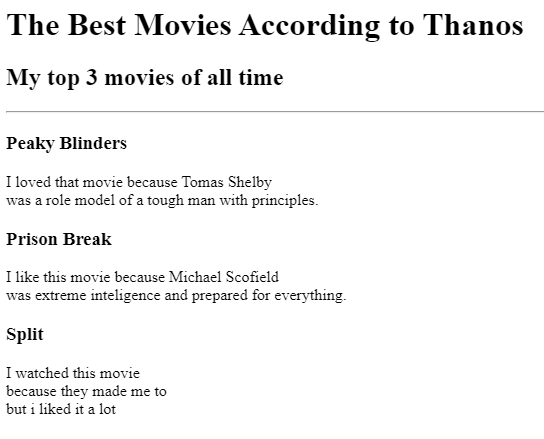 The Best Movies According to Thanos
My top 3 movies of all time
Peaky Blinders
I loved that movie because Tomas Shelby
was a role model of a tough man with principles.
Prison Break
I like this movie because Michael Scofield
was extreme inteligence and prepared for everything.
Split
I watched this movie
because they made me to
but i liked it a lot